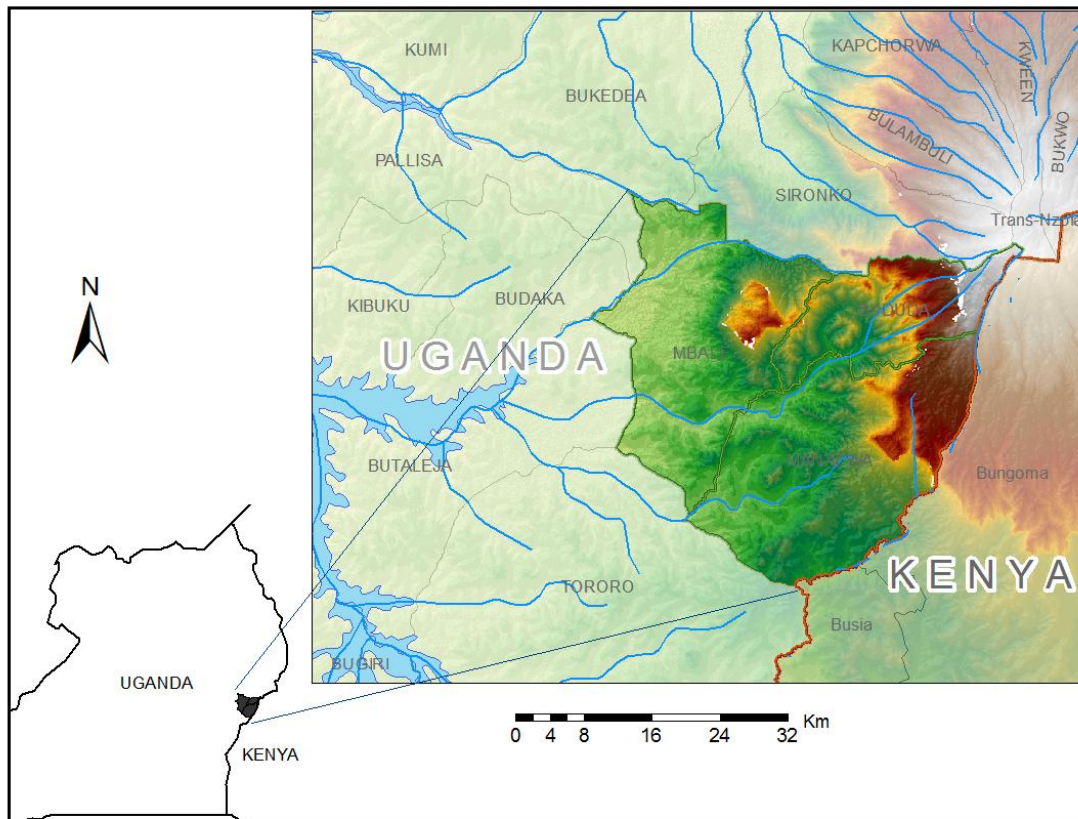 KUMI
KAPCHORWA
KWEEN
BUKEDEA
BULAMBULI
BUKWO
PALLISA
SIRONKO
Trans-Nzoia
N
KIBUKU
BUDAKA
UGANDA
MBALE
BUTALEJA
Bungoma
TORORO
KENYA
Busia
BUGIRI
UGANDA
KENYA
0 4 8 16 24 32 Km